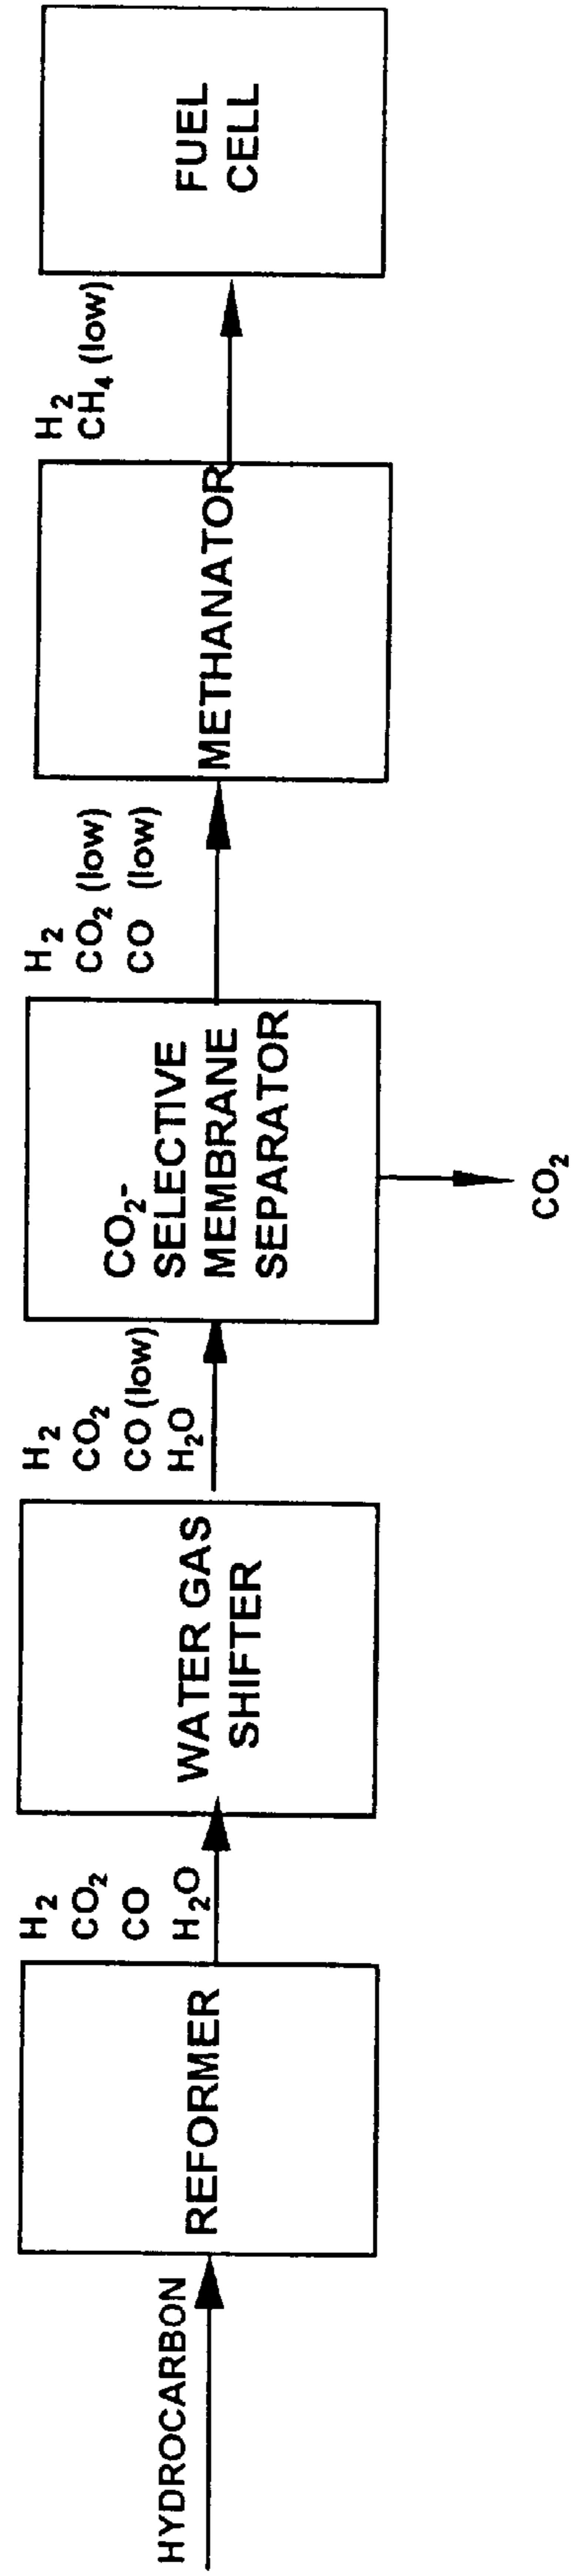 HYDROCARBON
REFORMER
H₂
CO₂
CO
H₂O
WATER GAS
SHIFTER
H₂
CO₂
CO (low)
H₂O
CO₂-
SELECTIVE
MEMBRANE
SEPARATOR
CO₂
H₂
CO₂ (low)
CO (low)
METHANATOR
H₂
CH₄ (low)
FUEL
CELL